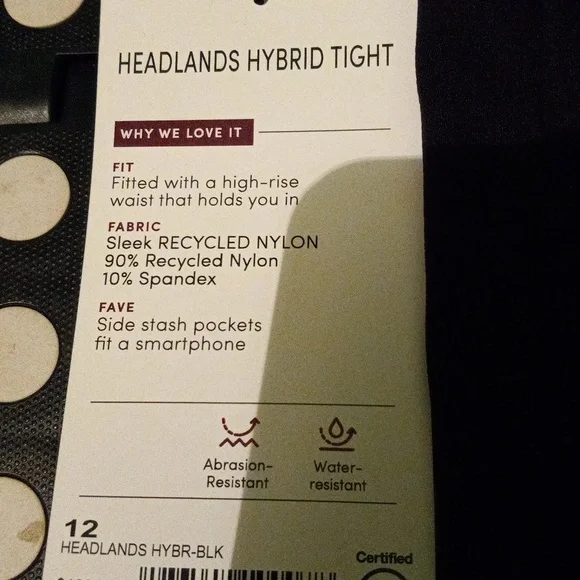 HEADLANDS HYBRID TIGHT
WHY WE LOVE IT
FIT
Fitted with a high-rise
waist that holds you in
FABRIC
Sleek RECYCLED NYLON
90% Recycled Nylon
10% Spandex
FAVE
Side stash pockets
fit a smartphone
Abrasion-
Resistant
Water-
resistant
12
HEADLANDS HYBR-BLK
Certified